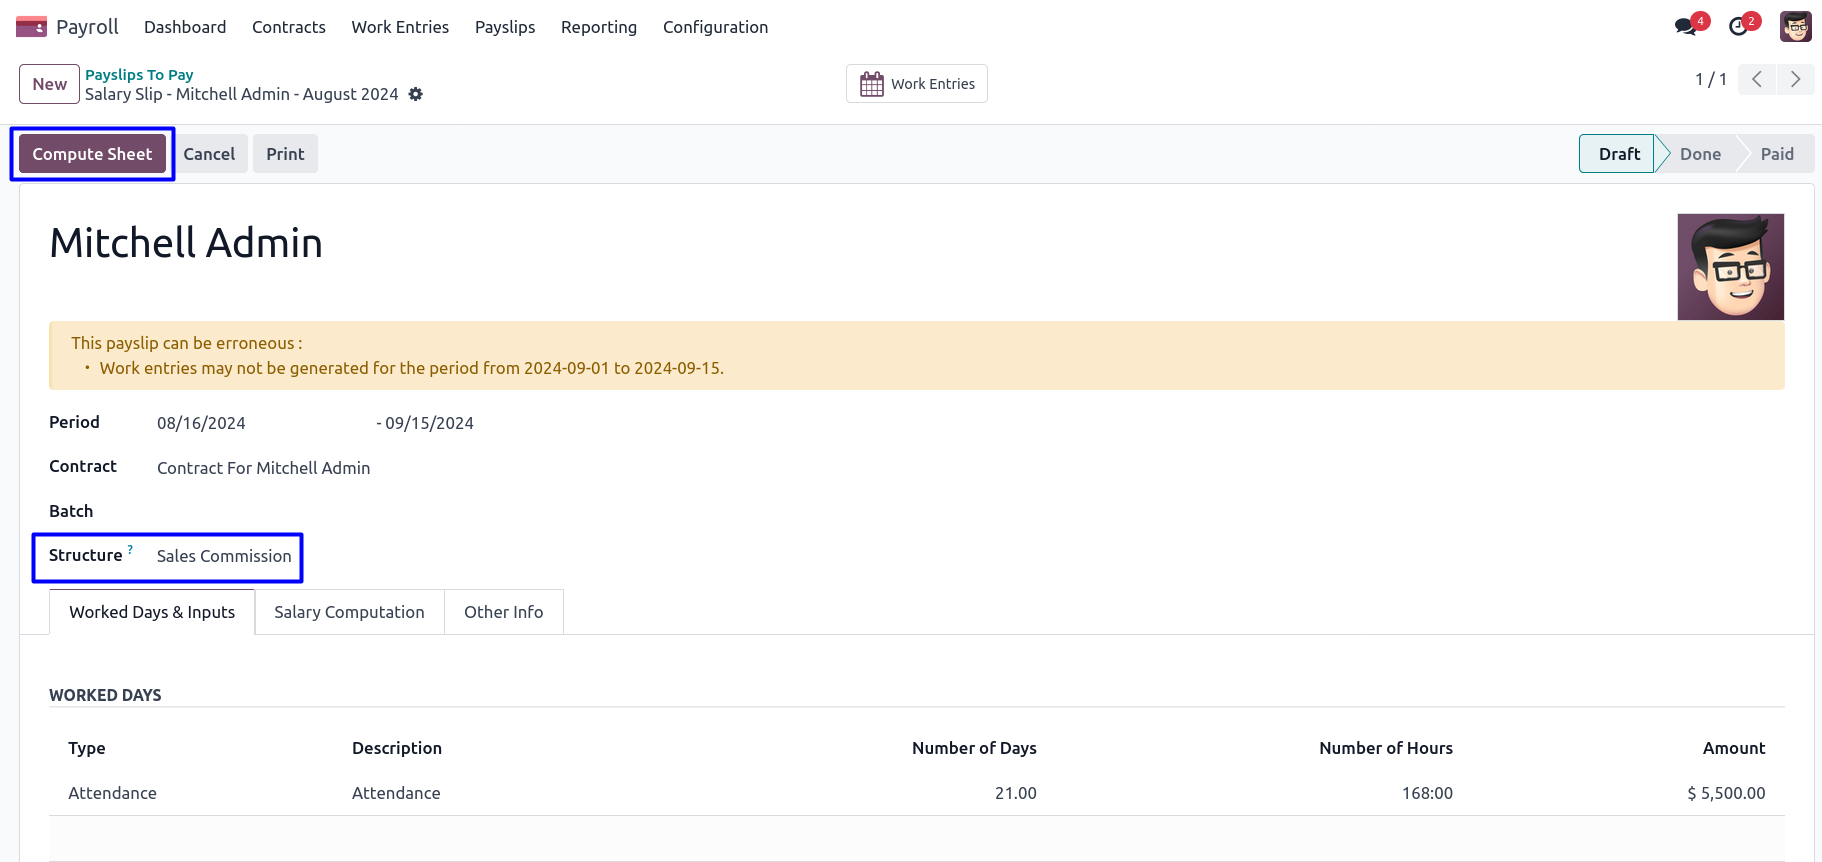 Payroll Dashboard Contracts Work Entries Payslips Reporting Configuration 4 2
New Payslips To Pay
Salary Slip - Mitchell Admin - August 2024
Work Entries
1 / 1
Compute Sheet Cancel Print Draft Done Paid
Mitchell Admin
This payslip can be erroneous :
• Work entries may not be generated for the period from 2024-09-01 to 2024-09-15.
Period 08/16/2024 - 09/15/2024
Contract Contract For Mitchell Admin
Batch
Structure ? Sales Commission
Worked Days & Inputs Salary Computation Other Info
WORKED DAYS
Type Description Number of Days Number of Hours Amount
Attendance Attendance 21.00 168:00 $ 5,500.00